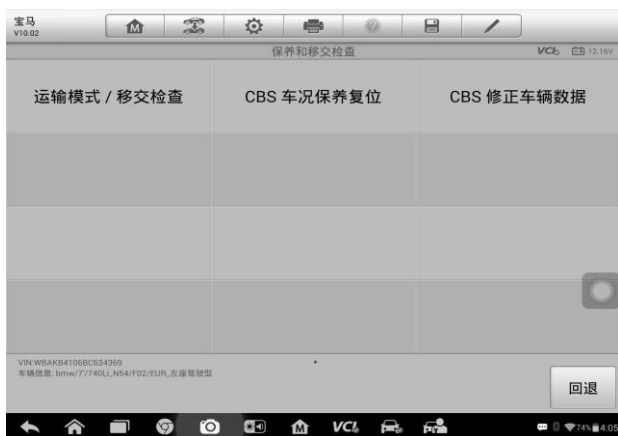 宝马
V10.02
保养和移交检查
VCI
12.16V
运输模式 / 移交检查
CBS 车况保养复位
CBS 修正车辆数据
VIN:WBAKB4106BC634369
车辆信息: bmw/7'/740Li_N54/F02/EUR_左座驾驶型
回退
VCI
74%
4:05